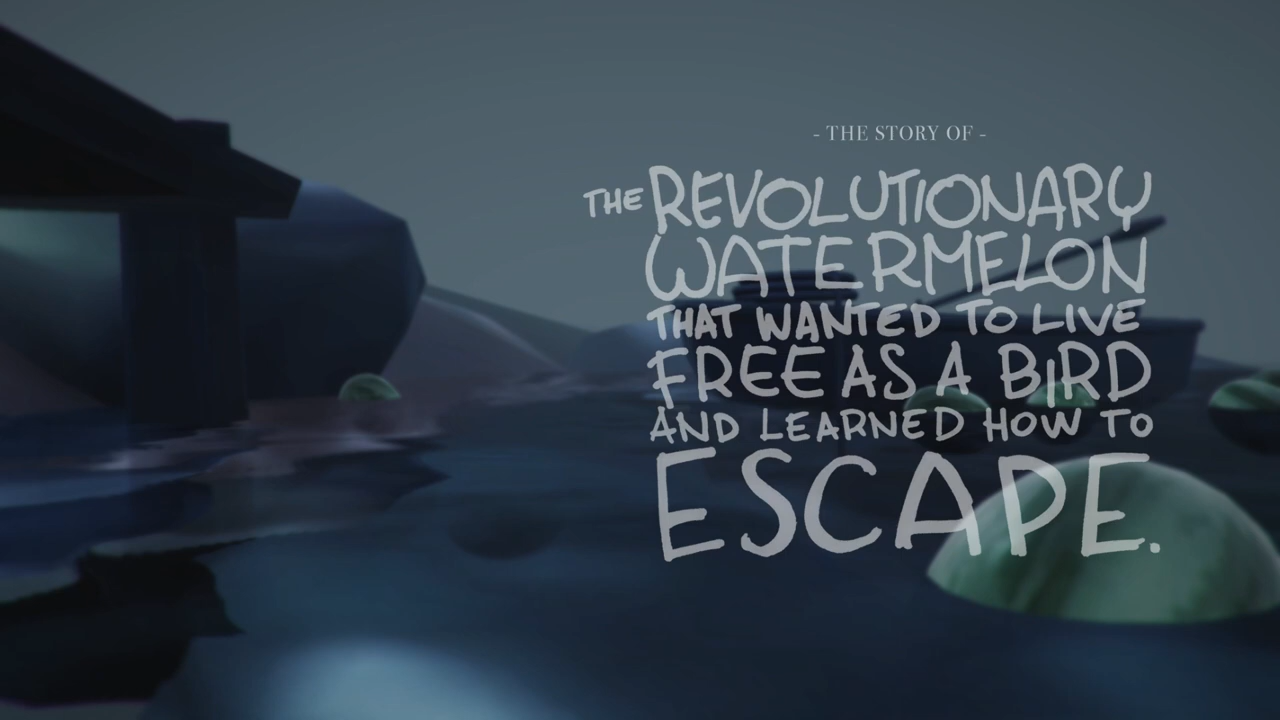 - THE STORY OF -
THE REVOLUTIONARY
WATERMELON
THAT WANTED TO LIVE
FREE AS A BIRD
AND LEARNED HOW TO
ESCAPE.